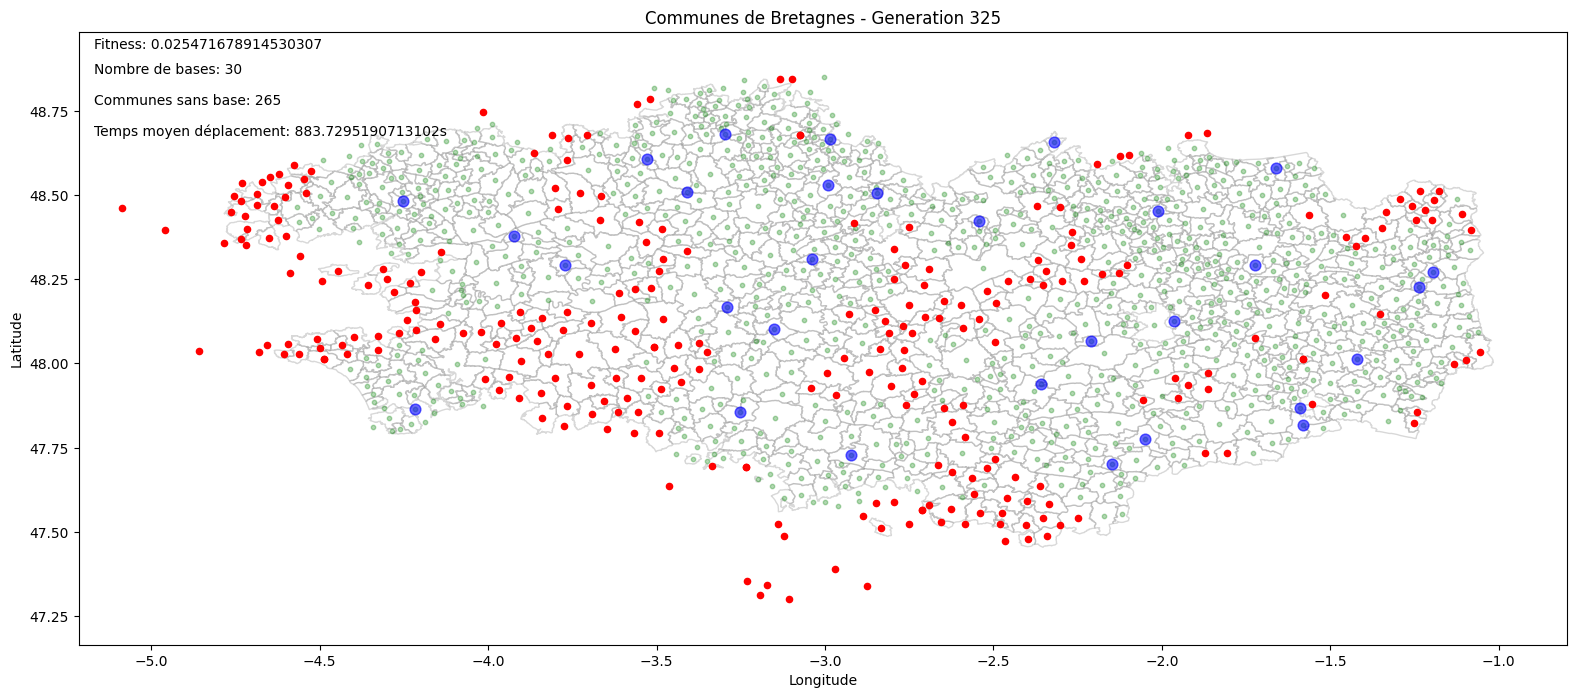 Communes de Bretagnes - Generation 325
Fitness: 0.025471678914530307
Nombre de bases: 30
Communes sans base: 265
Temps moyen déplacement: 883.7295190713102s
Latitude
48.75
48.50
48.25
48.00
47.75
47.50
47.25
−5.0 −4.5 −4.0 −3.5 −3.0 −2.5 −2.0 −1.5 −1.0
Longitude